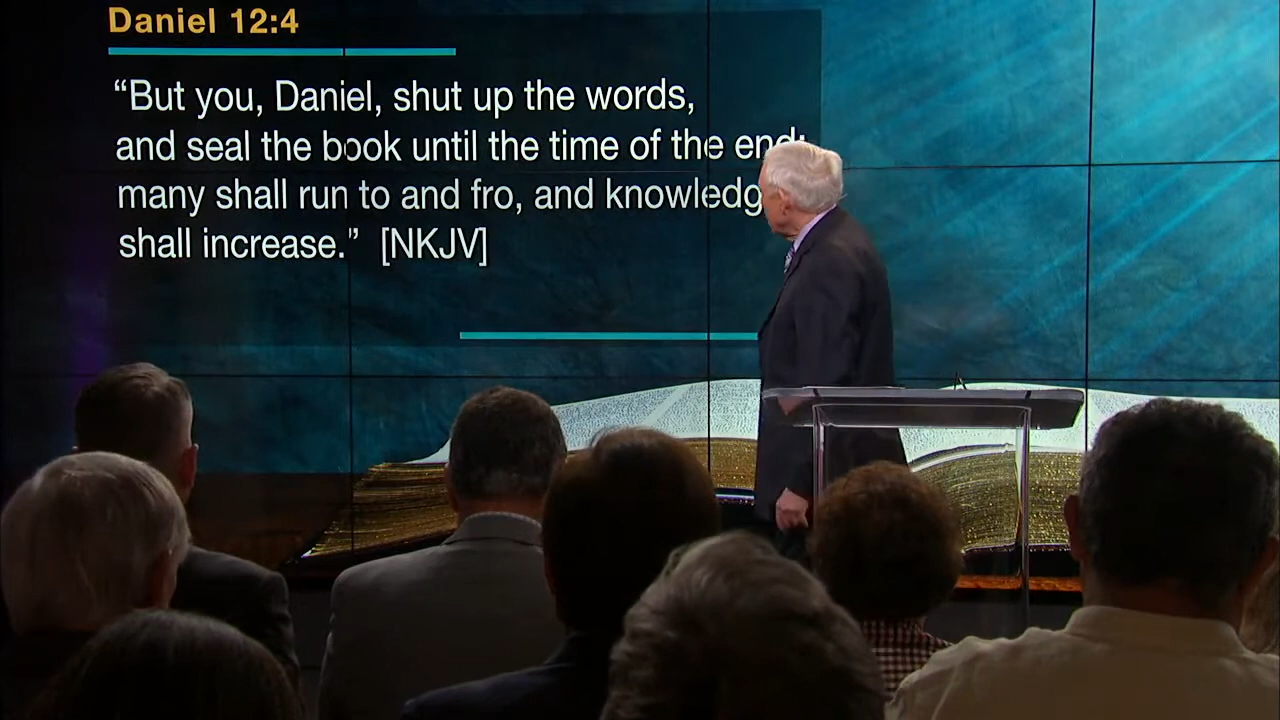 Daniel 12:4
“But you, Daniel, shut up the words,
and seal the book until the time of the end;
many shall run to and fro, and knowledg
shall increase.” [NKJV]